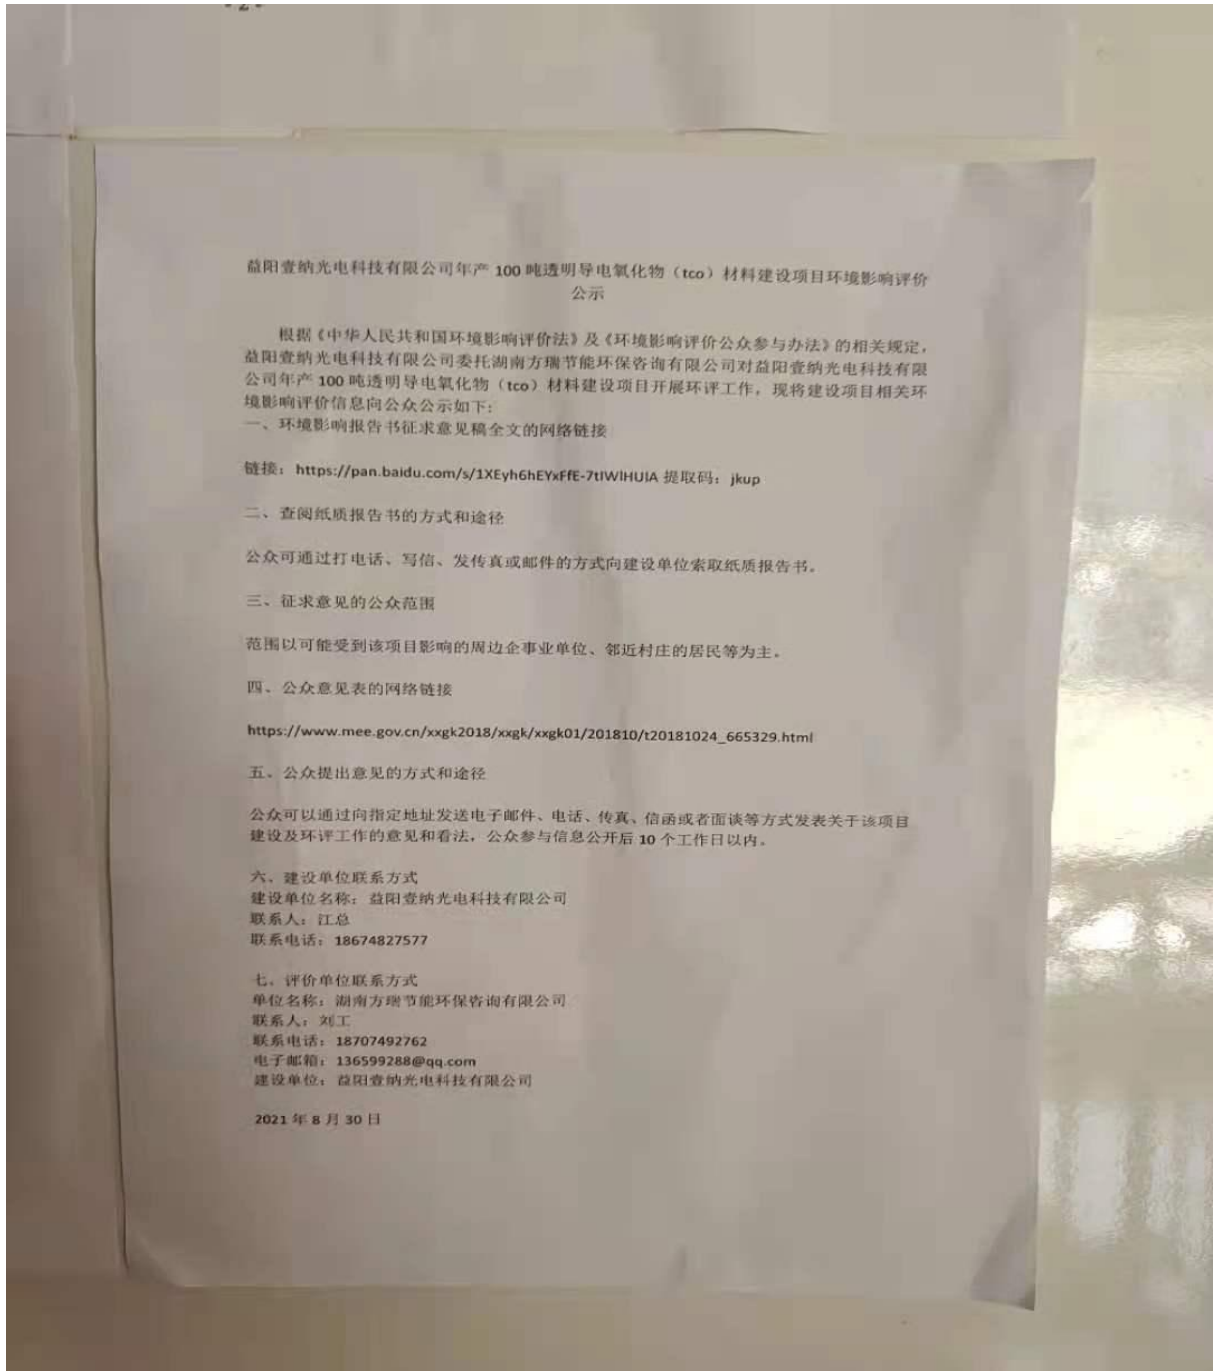 - 2 -
益阳壹纳光电科技有限公司年产 100 吨透明导电氧化物（tco）材料建设项目环境影响评价
公示
根据《中华人民共和国环境影响评价法》及《环境影响评价公众参与办法》的相关规定，
益阳壹纳光电科技有限公司委托湖南方瑞节能环保咨询有限公司对益阳壹纳光电科技有限
公司年产 100 吨透明导电氧化物（tco）材料建设项目开展环评工作，现将建设项目相关环
境影响评价信息向公众公示如下：
一、环境影响报告书征求意见稿全文的网络链接
链接：https://pan.baidu.com/s/1XEyh6hEYxFfE-7tIWlHUlA 提取码：jkup
二、查阅纸质报告书的方式和途径
公众可通过打电话、写信、发传真或邮件的方式向建设单位索取纸质报告书。
三、征求意见的公众范围
范围以可能受到该项目影响的周边企事业单位、邻近村庄的居民等为主。
四、公众意见表的网络链接
https://www.mee.gov.cn/xxgk2018/xxgk/xxgk01/201810/t20181024_665329.html
五、公众提出意见的方式和途径
公众可以通过向指定地址发送电子邮件、电话、传真、信函或者面谈等方式发表关于该项目
建设及环评工作的意见和看法，公众参与信息公开后 10 个工作日以内。
六、建设单位联系方式
建设单位名称：益阳壹纳光电科技有限公司
联系人：江总
联系电话：18674827577
七、评价单位联系方式
单位名称：湖南方瑞节能环保咨询有限公司
联系人：刘工
联系电话：18707492762
电子邮箱：136599288@qq.com
建设单位：益阳壹纳光电科技有限公司
2021 年 8 月 30 日